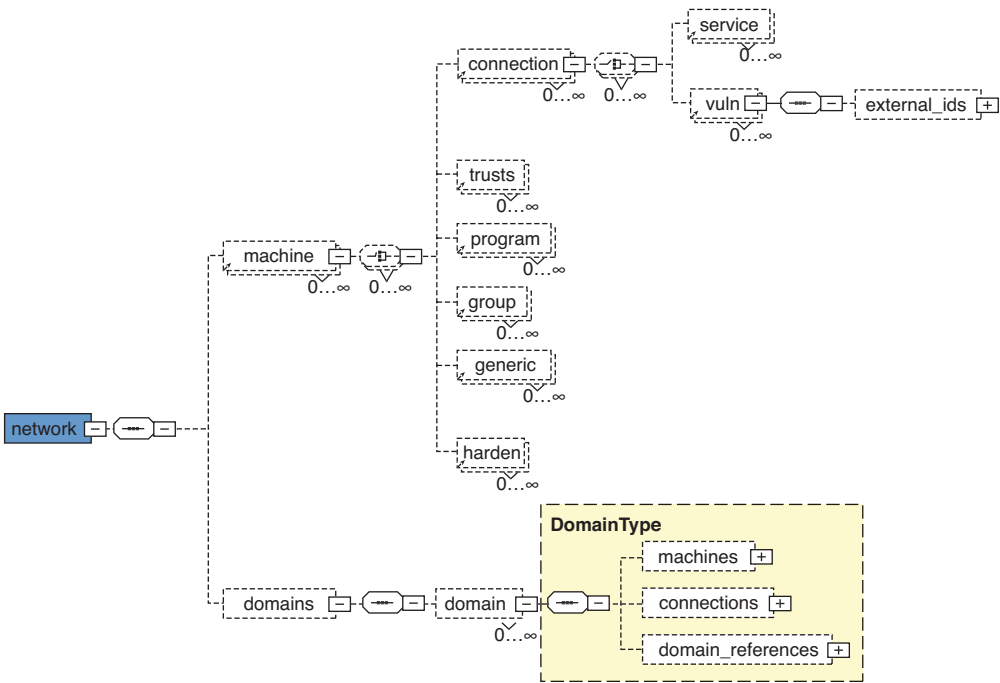 service
0…∞
connection
0…∞
0…∞
vuln
0…∞
external_ids
trusts
0…∞
program
0…∞
machine
0…∞
0…∞
group
0…∞
generic
0…∞
network
harden
0…∞
DomainType
machines
domains
domain
0…∞
connections
domain_references